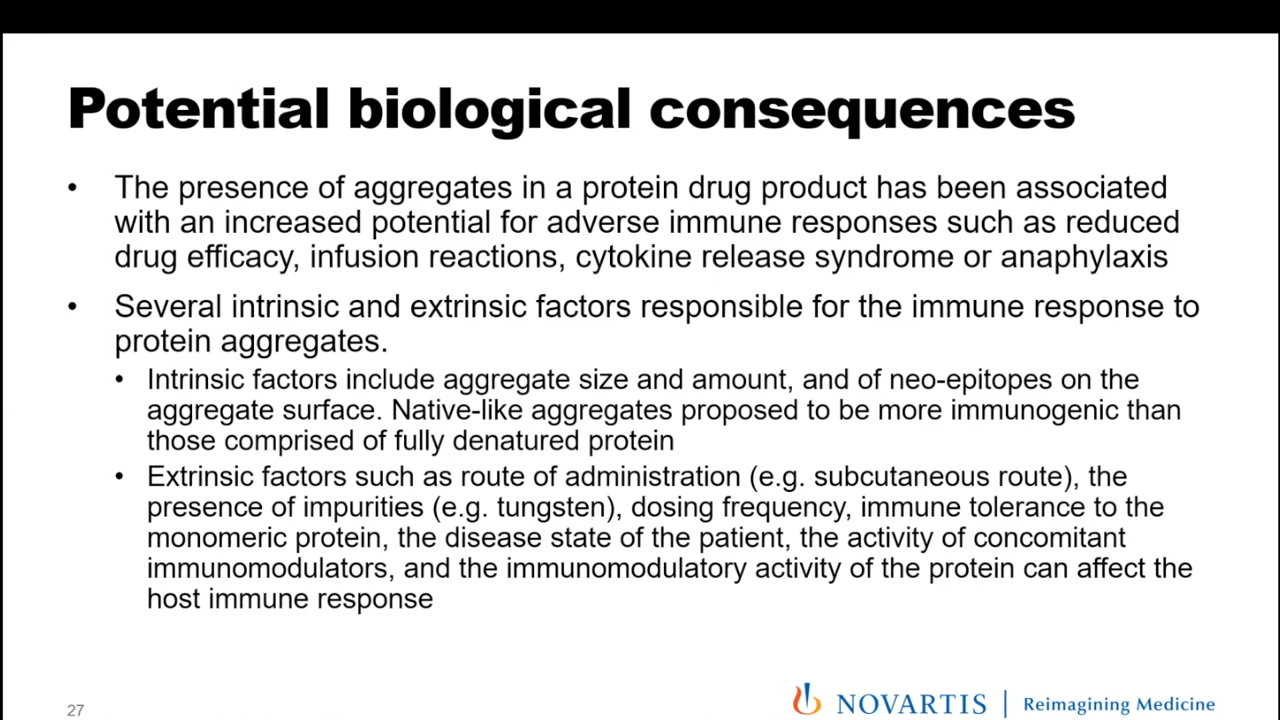 Potential biological consequences
• The presence of aggregates in a protein drug product has been associated
with an increased potential for adverse immune responses such as reduced
drug efficacy, infusion reactions, cytokine release syndrome or anaphylaxis
• Several intrinsic and extrinsic factors responsible for the immune response to
protein aggregates.
• Intrinsic factors include aggregate size and amount, and of neo-epitopes on the
aggregate surface. Native-like aggregates proposed to be more immunogenic than
those comprised of fully denatured protein
• Extrinsic factors such as route of administration (e.g. subcutaneous route), the
presence of impurities (e.g. tungsten), dosing frequency, immune tolerance to the
monomeric protein, the disease state of the patient, the activity of concomitant
immunomodulators, and the immunomodulatory activity of the protein can affect the
host immune response
27
NOVARTIS | Reimagining Medicine